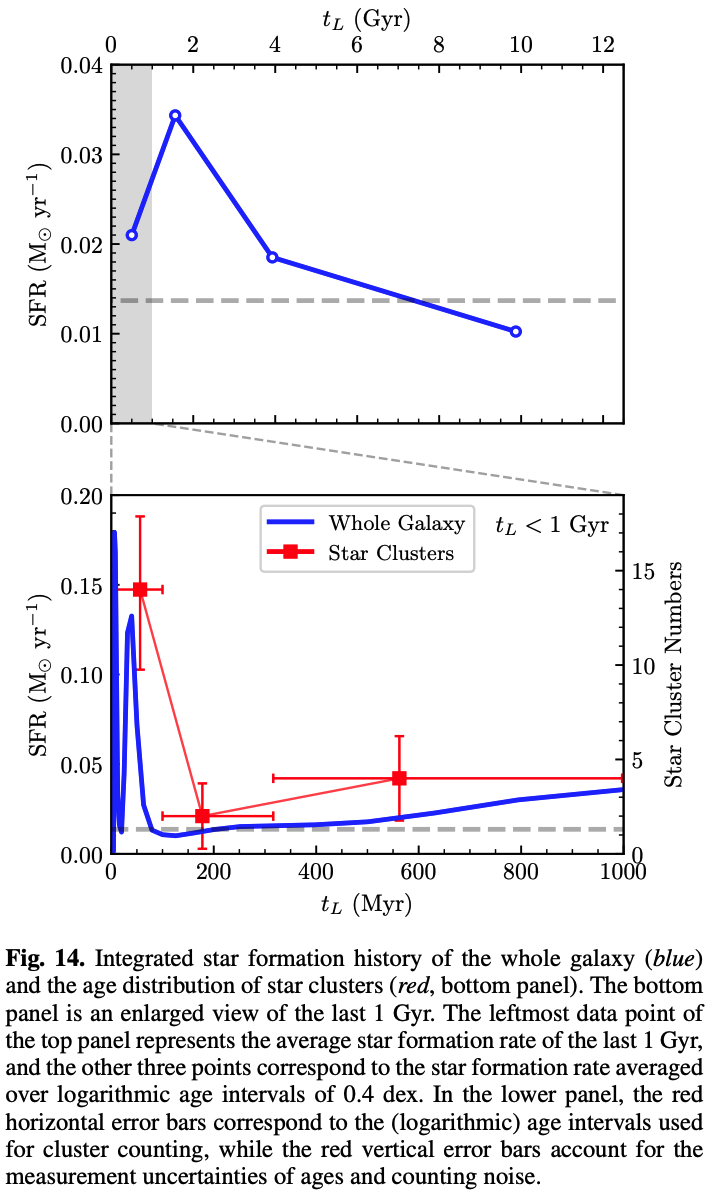 t_L (Gyr)
0 2 4 6 8 10 12
0.04
0.03
0.02
0.01
0.00
SFR (M⊙ yr⁻¹)
0.20
0.15
0.10
0.05
0.00
SFR (M⊙ yr⁻¹)
Whole Galaxy
Star Clusters
t_L < 1 Gyr
15
10
5
0
Star Cluster Numbers
0 200 400 600 800 1000
t_L (Myr)
Fig. 14. Integrated star formation history of the whole galaxy (blue)
and the age distribution of star clusters (red, bottom panel). The bottom
panel is an enlarged view of the last 1 Gyr. The leftmost data point of
the top panel represents the average star formation rate of the last 1 Gyr,
and the other three points correspond to the star formation rate averaged
over logarithmic age intervals of 0.4 dex. In the lower panel, the red
horizontal error bars correspond to the (logarithmic) age intervals used
for cluster counting, while the red vertical error bars account for the
measurement uncertainties of ages and counting noise.